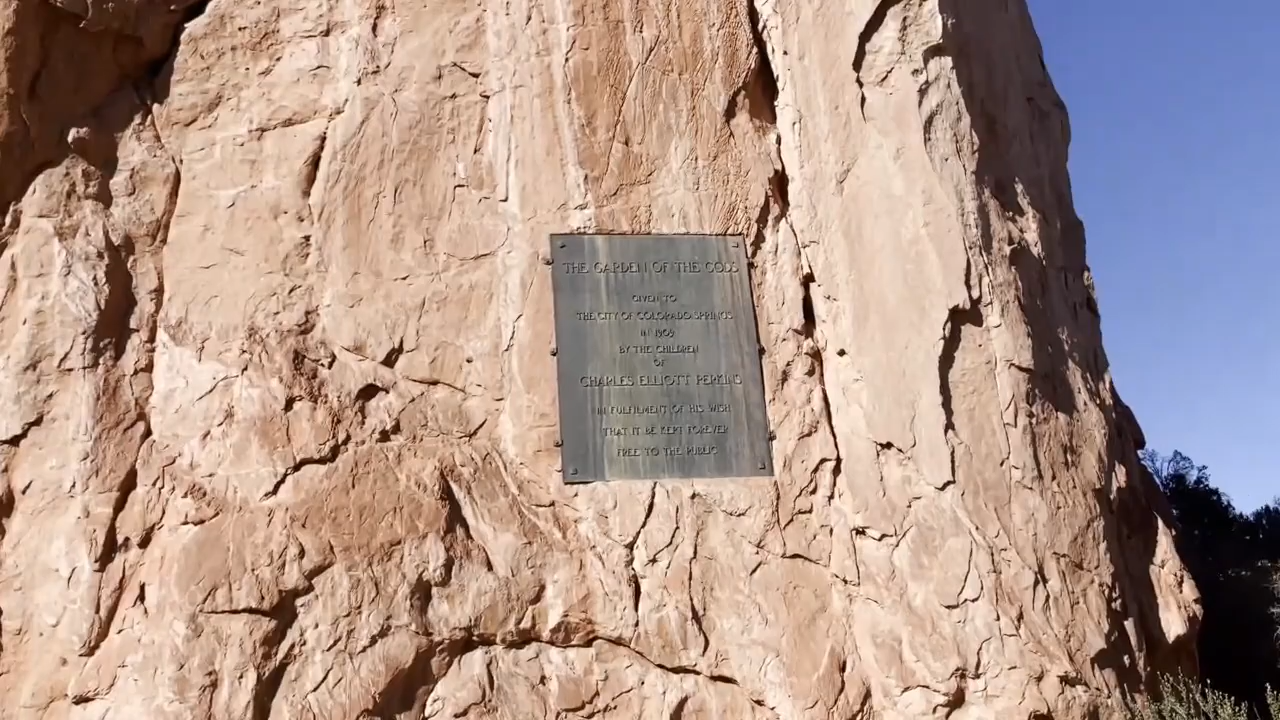 THE GARDEN OF THE GODS
GIVEN TO
THE CITY OF COLORADO SPRINGS
IN 1909
BY THE CHILDREN
OF
CHARLES ELLIOTT PERKINS
IN FULFILMENT OF HIS WISH
THAT IT BE KEPT FOREVER
FREE TO THE PUBLIC